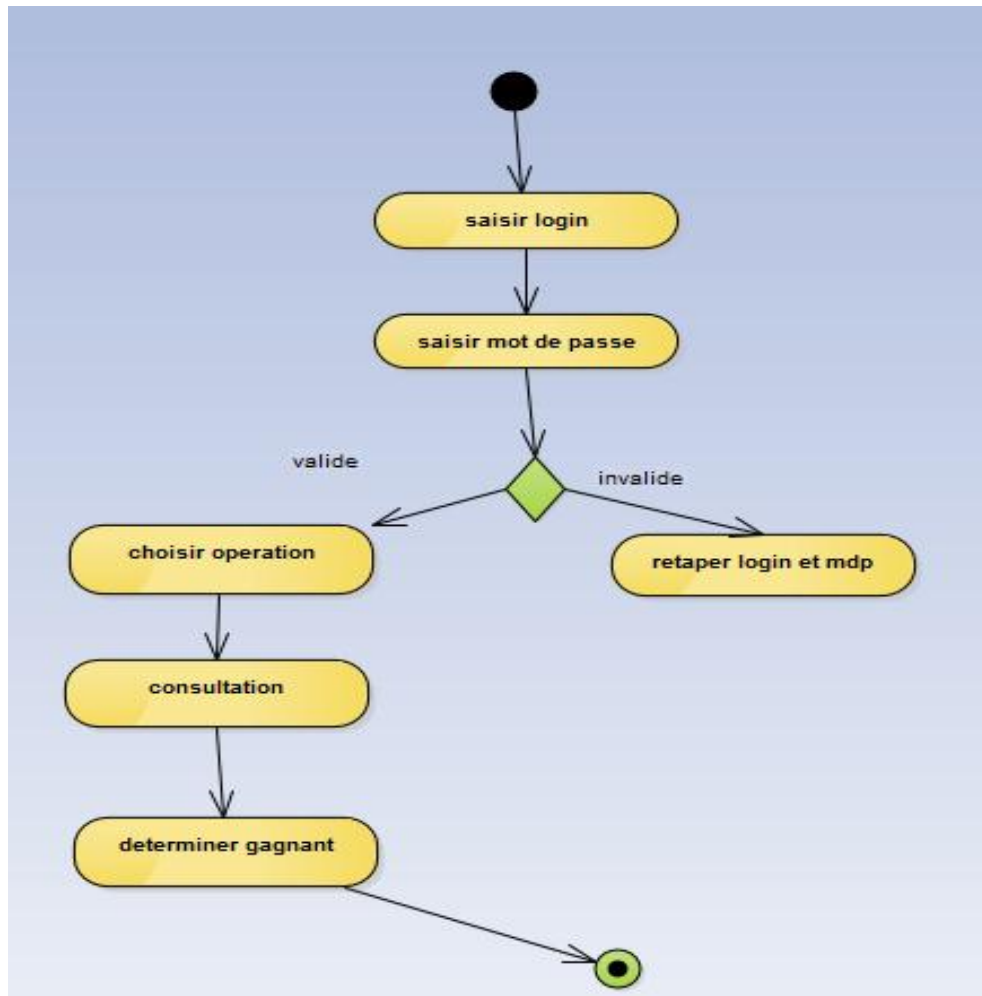 saisir login
saisir mot de passe
valide
invalide
choisir operation
retaper login et mdp
consultation
determiner gagnant